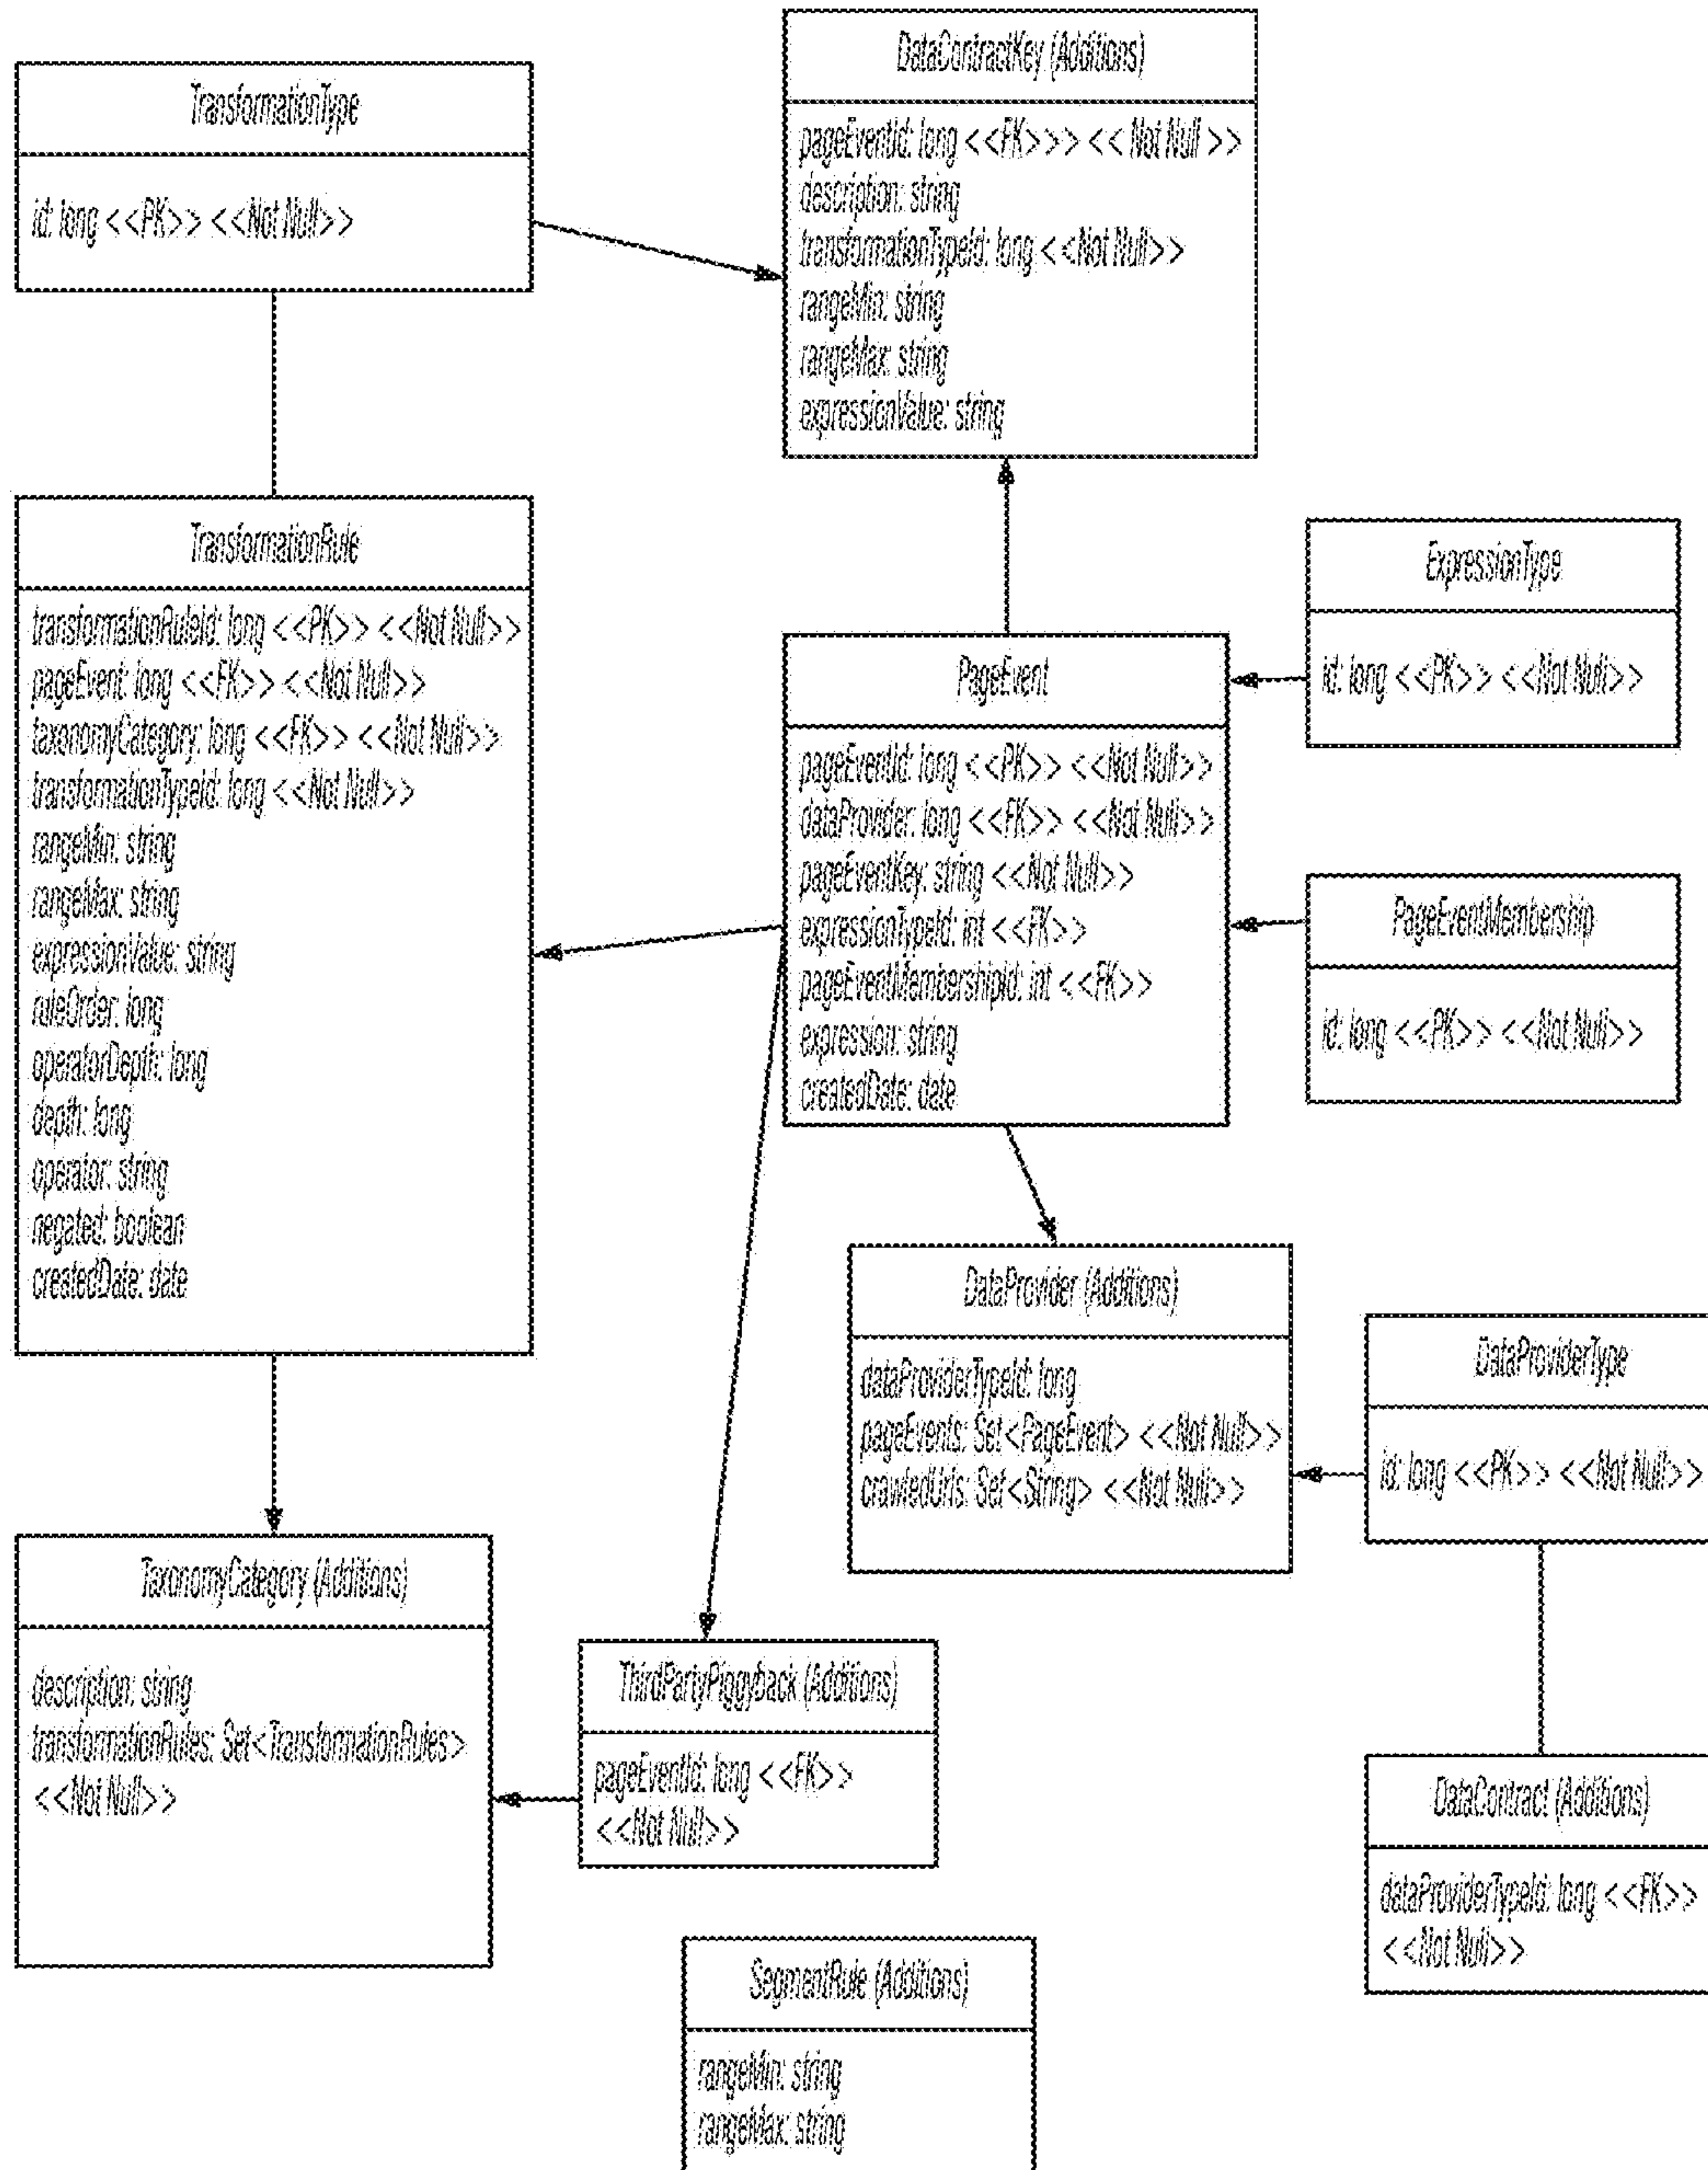 TransformationType
id: long <<PK>> <<Not Null>>
DataContractKey (Additions)
pageEventId: long <<FK>>> << Not Null >>
description: string
transformationTypeId: long <<Not Null>>
rangeMin: string
rangeMax: string
expressionValue: string
TransformationRule
transformationRuleId: long <<PK>> <<Not Null>>
pageEvent: long <<FK>> <<Not Null>>
taxonomyCategory: long <<FK>> <<Not Null>>
transformationTypeId: long <<Not Null>>
rangeMin: string
rangeMax: string
expressionValue: string
ruleOrder: long
operatorDepth: long
depth: long
operator: string
negated: boolean
createdDate: date
PageEvent
pageEventId: long <<PK>> <<Not Null>>
dataProvider: long <<FK>> <<Not Null>>
pageEventKey: string <<Not Null>>
expressionTypeId: int <<FK>>
pageEventMembershipId: int <<FK>>
expression: string
createdDate: date
ExpressionType
id: long <<PK>> <<Not Null>>
PageEventMembership
id: long <<PK>> <<Not Null>>
DataProvider (Additions)
dataProviderTypeId: long
pageEvents: Set<PageEvent> <<Not Null>>
crawledUrls: Set<String> <<Not Null>>
DataProviderType
id: long <<PK>> <<Not Null>>
TaxonomyCategory (Additions)
description: string
transformationRules: Set<TransformationRules>
<<Not Null>>
ThirdPartyPiggyback (Additions)
pageEventId: long <<FK>>
<<Not Null>>
DataContract (Additions)
dataProviderTypeId: long <<FK>>
<<Not Null>>
SegmentRule (Additions)
rangeMin: string
rangeMax: string